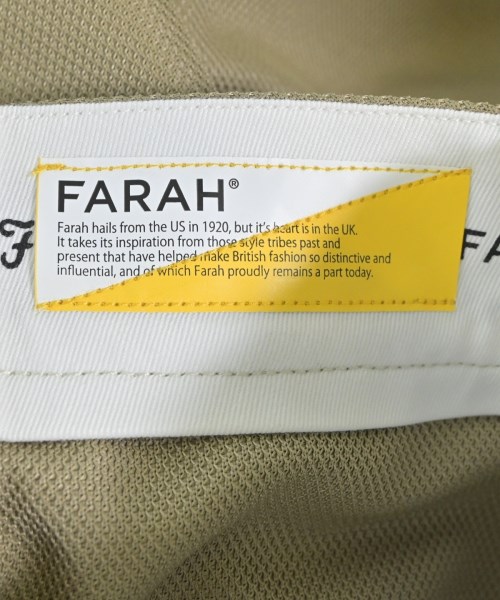 FARAH®
Farah hails from the US in 1920, but it's heart is in the UK.
It takes its inspiration from those style tribes past and
present that have helped make British fashion so distinctive and
influential, and of which Farah proudly remains a part today.
F
FA